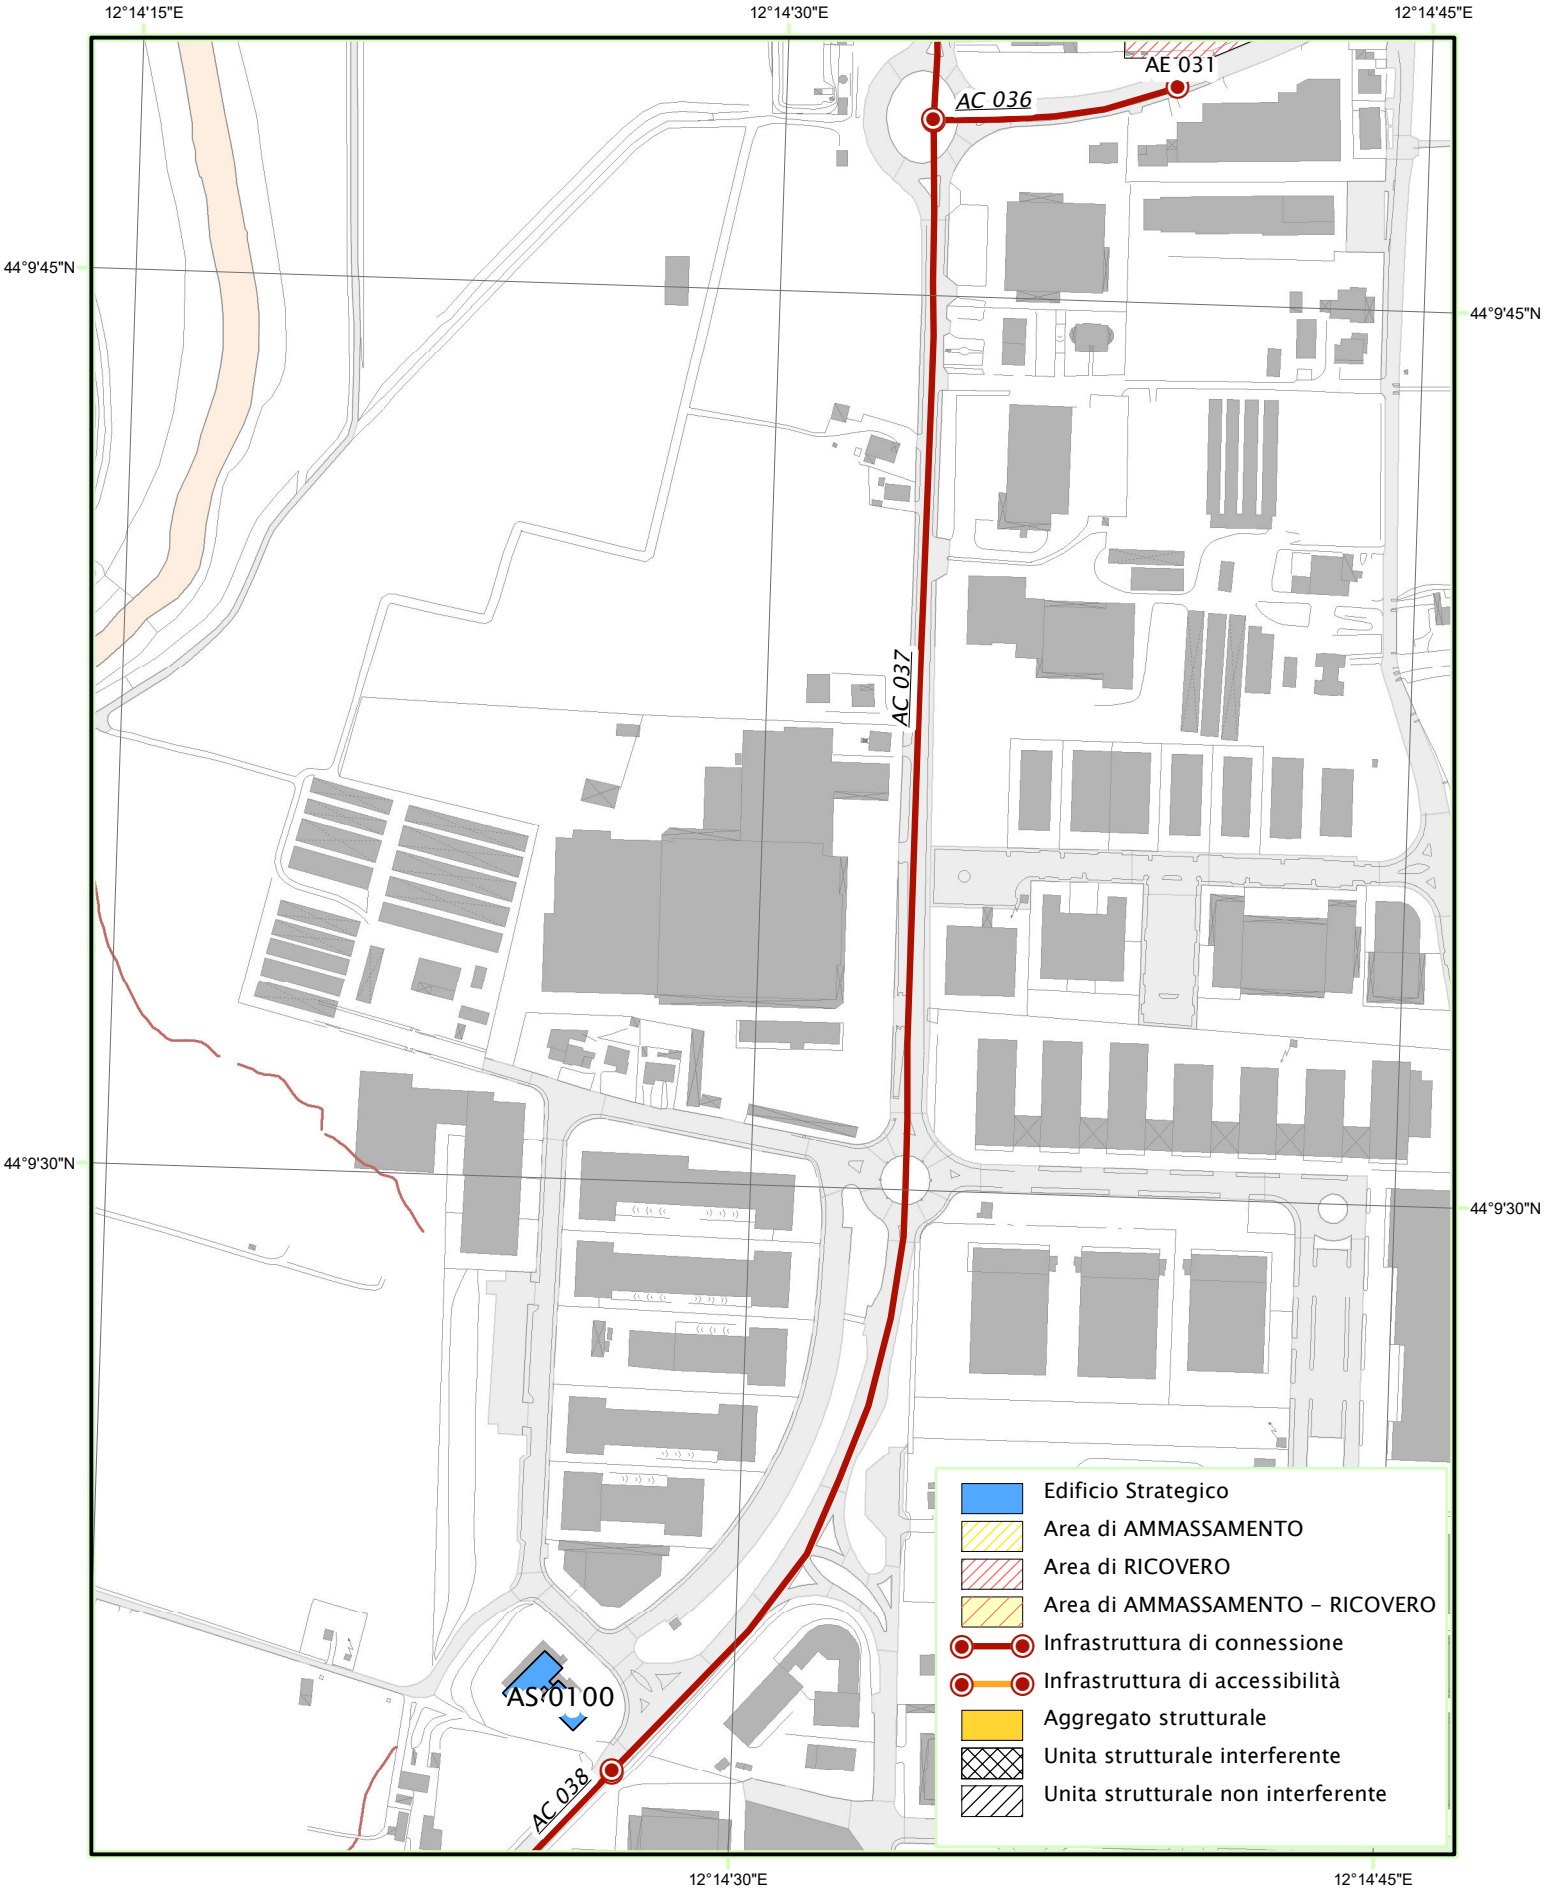 12°14'15"E
12°14'30"E
12°14'45"E
AE 031
AC 036
44°9'45"N
44°9'45"N
AC 037
44°9'30"N
44°9'30"N
AS 0100
AC 038
Edificio Strategico
Area di AMMASSAMENTO
Area di RICOVERO
Area di AMMASSAMENTO - RICOVERO
Infrastruttura di connessione
Infrastruttura di accessibilità
Aggregato strutturale
Unita strutturale interferente
Unita strutturale non interferente
12°14'30"E
12°14'45"E